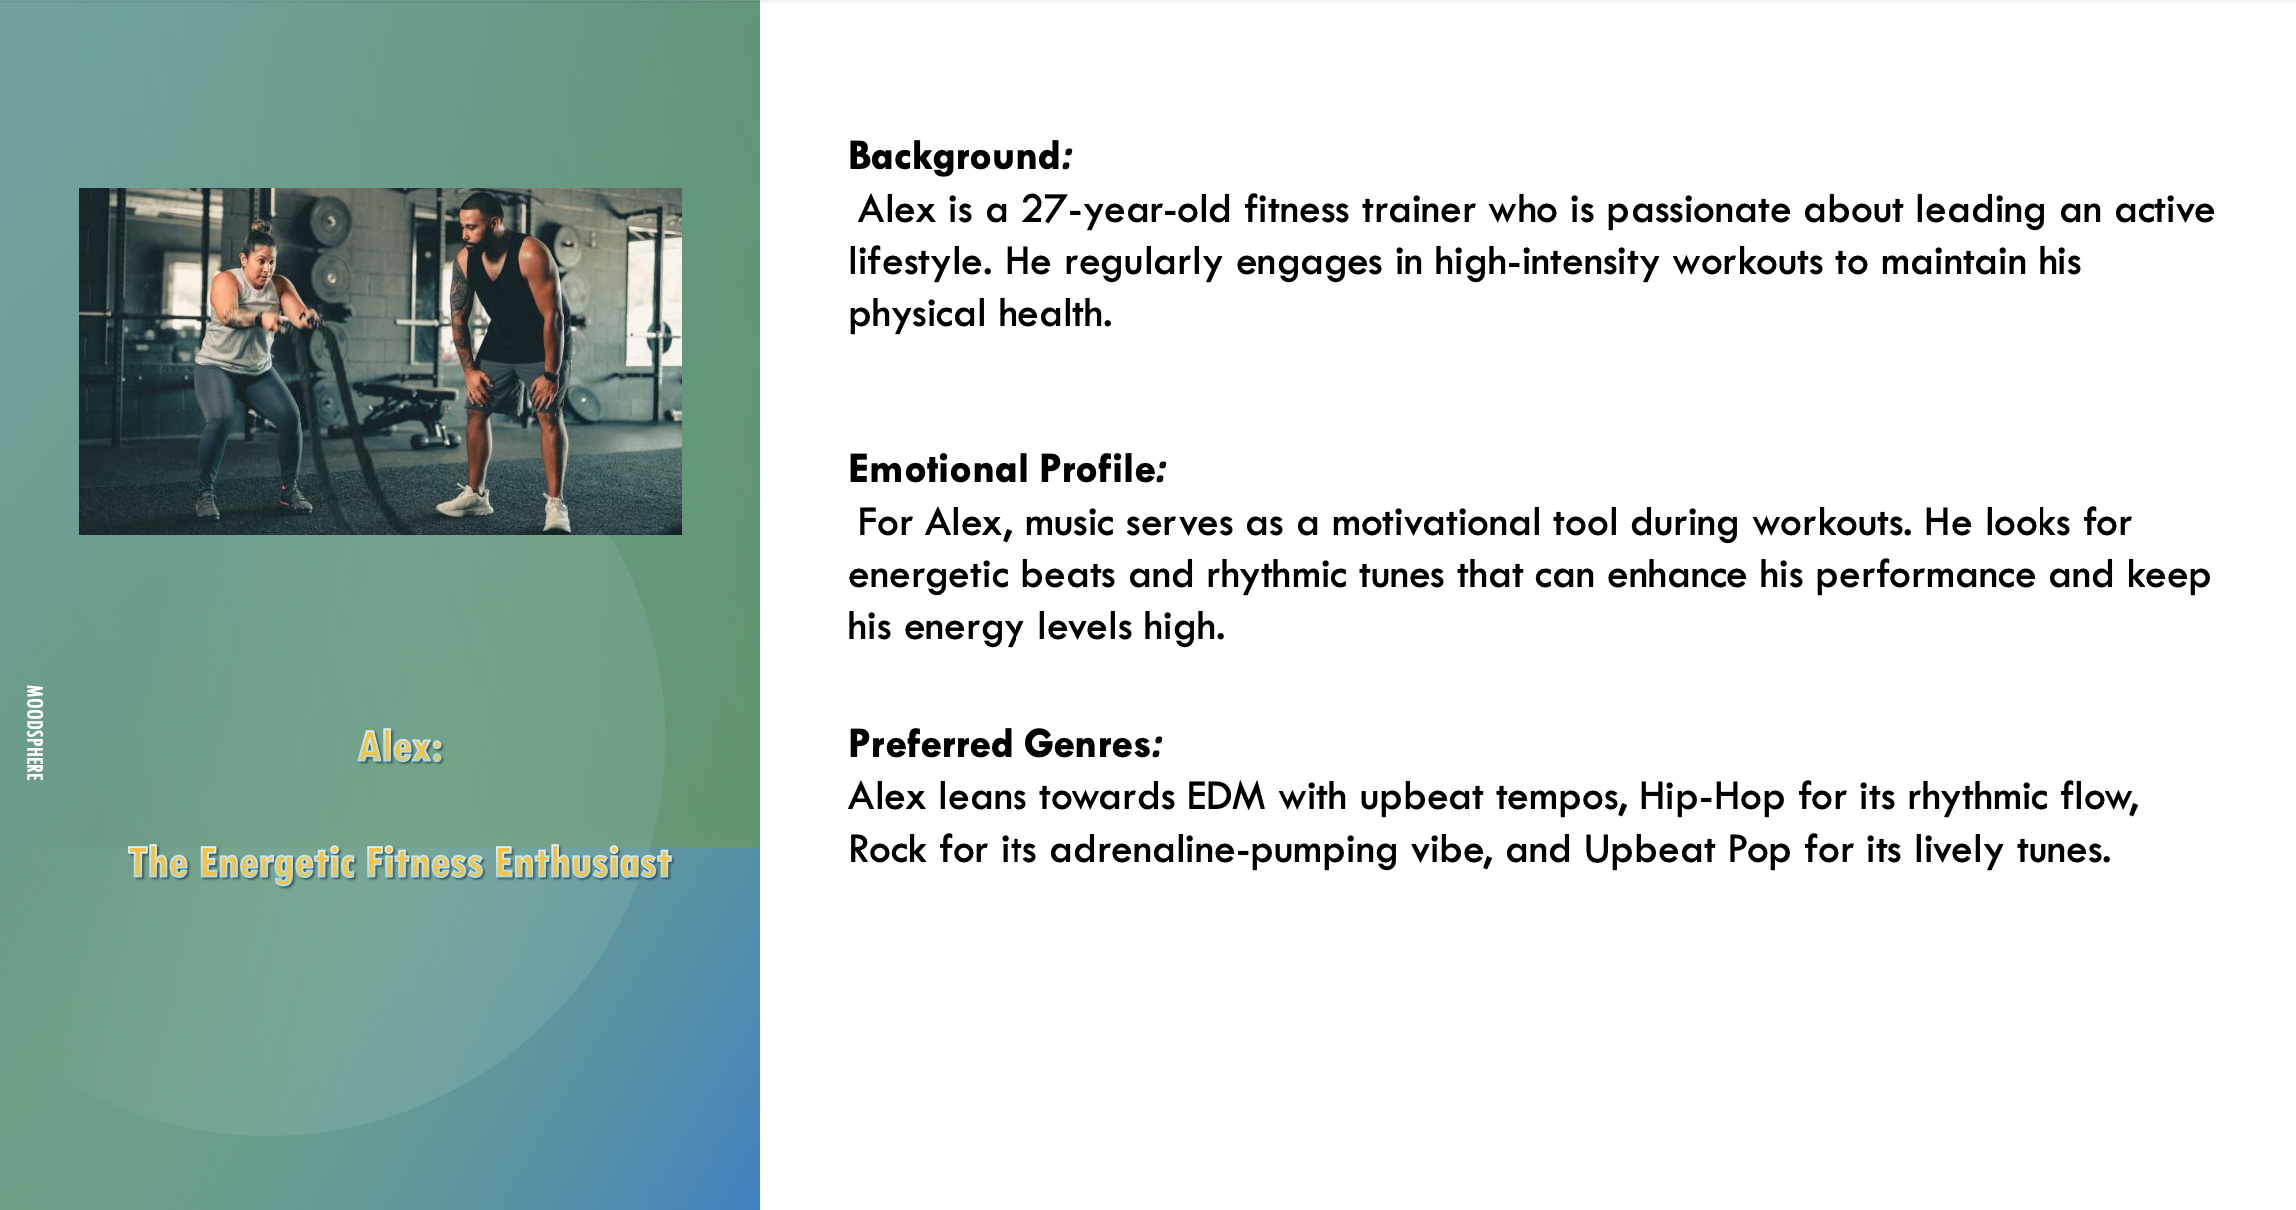 MOODSPHERE
Alex:
The Energetic Fitness Enthusiast
Background:
Alex is a 27-year-old fitness trainer who is passionate about leading an active
lifestyle. He regularly engages in high-intensity workouts to maintain his
physical health.
Emotional Profile:
For Alex, music serves as a motivational tool during workouts. He looks for
energetic beats and rhythmic tunes that can enhance his performance and keep
his energy levels high.
Preferred Genres:
Alex leans towards EDM with upbeat tempos, Hip-Hop for its rhythmic flow,
Rock for its adrenaline-pumping vibe, and Upbeat Pop for its lively tunes.